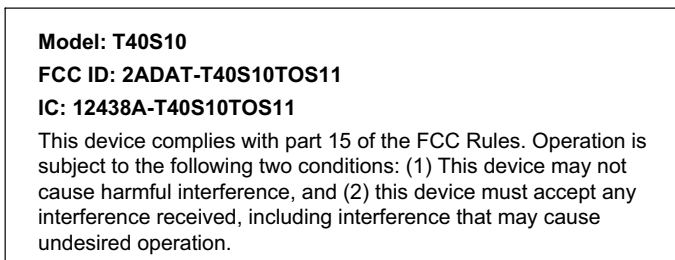 Model: T40S10
FCC ID: 2ADAT-T40S10TOS11
IC: 12438A-T40S10TOS11
This device complies with part 15 of the FCC Rules. Operation is
subject to the following two conditions: (1) This device may not
cause harmful interference, and (2) this device must accept any
interference received, including interference that may cause
undesired operation.